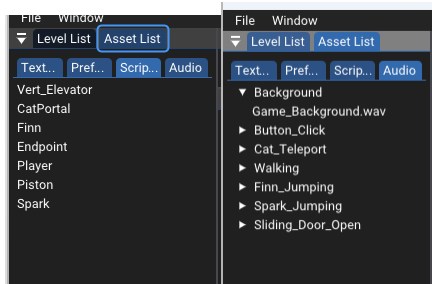 File Window
Level List Asset List
Text... Pref... Scrip... Audio
Vert_Elevator
CatPortal
Finn
Endpoint
Player
Piston
Spark
File Window
Level List Asset List
Text... Pref... Scrip... Audio
Background
Game_Background.wav
Button_Click
Cat_Teleport
Walking
Finn_Jumping
Spark_Jumping
Sliding_Door_Open